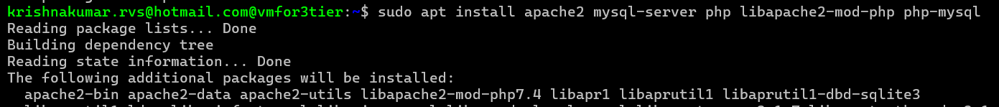 krishnakumar.rvs@hotmail.com@vmfor3tier:~$ sudo apt install apache2 mysql-server php libapache2-mod-php php-mysql
Reading package lists... Done
Building dependency tree
Reading state information... Done
The following additional packages will be installed:
apache2-bin apache2-data apache2-utils libapache2-mod-php7.4 libapr1 libaprutil1 libaprutil1-dbd-sqlite3